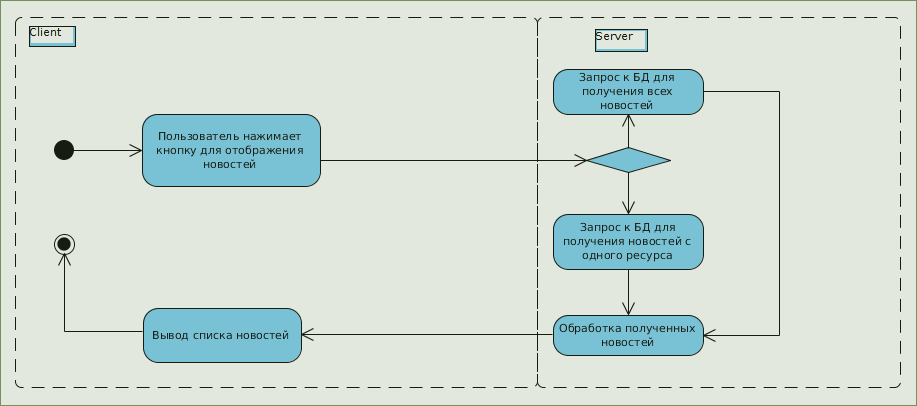 Client
Server
Запрос к БД для
получения всех
новостей
Пользователь нажимает
кнопку для отображения
новостей
Запрос к БД для
получения новостей с
одного ресурса
Вывод списка новостей
Обработка полученных
новостей